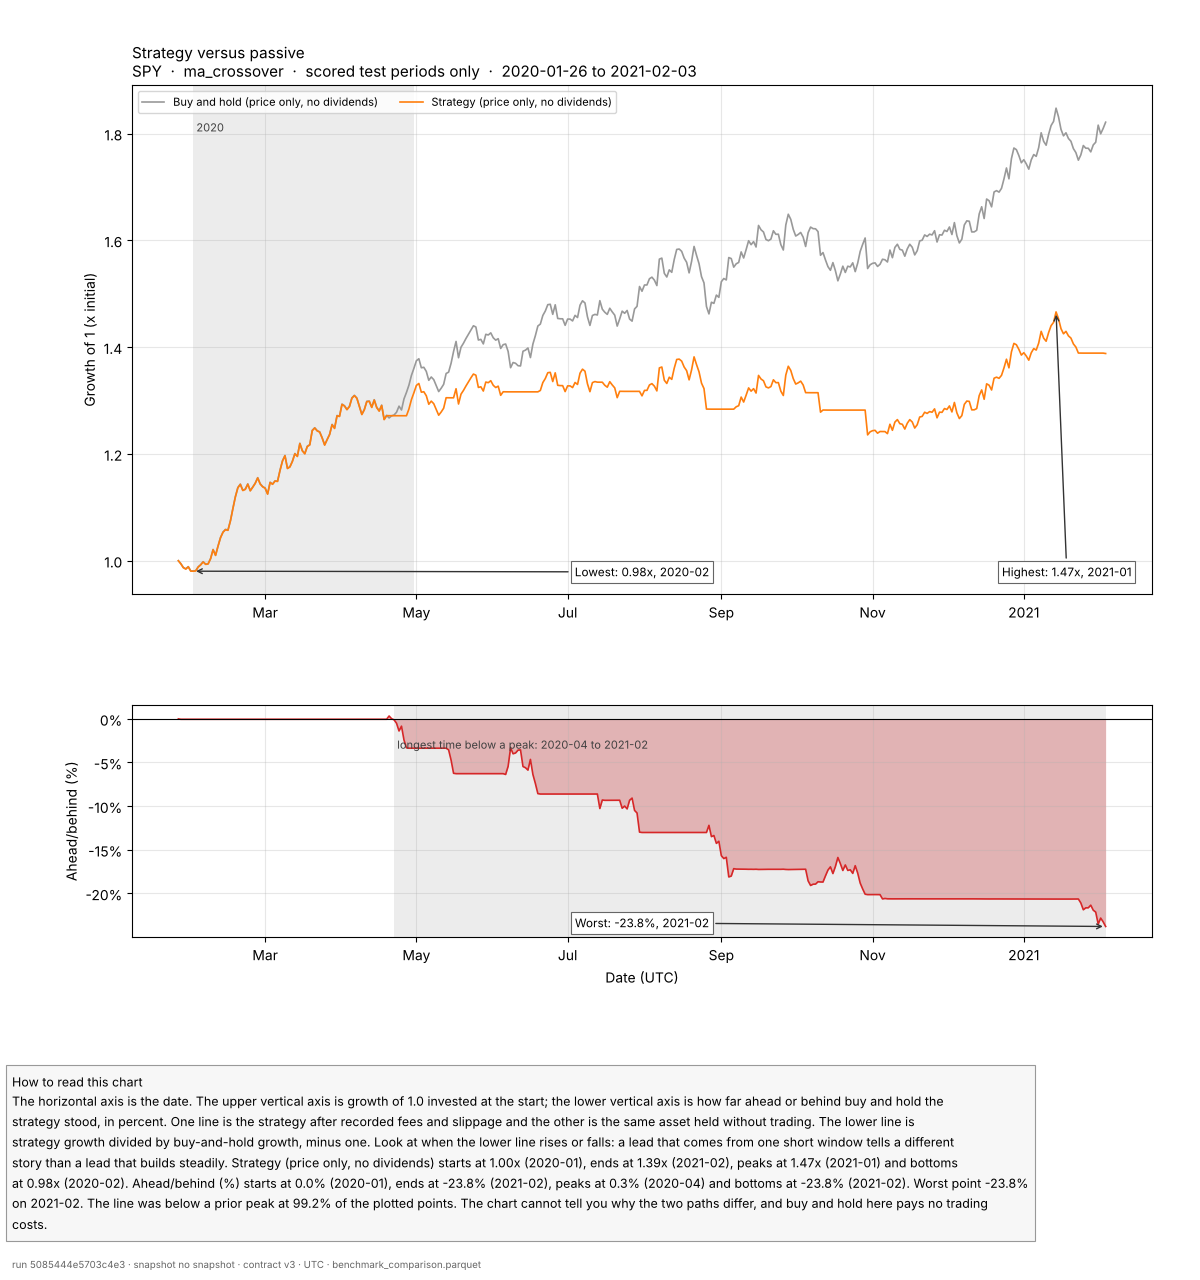 Strategy versus passive
SPY · ma_crossover · scored test periods only · 2020-01-26 to 2021-02-03
Buy and hold (price only, no dividends)
Strategy (price only, no dividends)
2020
1.8
1.6
1.4
1.2
1.0
Growth of 1 (x initial)
Lowest: 0.98x, 2020-02
Highest: 1.47x, 2021-01
Mar
May
Jul
Sep
Nov
2021
0%
-5%
-10%
-15%
-20%
Ahead/behind (%)
longest time below a peak: 2020-04 to 2021-02
Worst: -23.8%, 2021-02
Mar
May
Jul
Sep
Nov
2021
Date (UTC)
How to read this chart
The horizontal axis is the date. The upper vertical axis is growth of 1.0 invested at the start; the lower vertical axis is how far ahead or behind buy and hold the
strategy stood, in percent. One line is the strategy after recorded fees and slippage and the other is the same asset held without trading. The lower line is
strategy growth divided by buy-and-hold growth, minus one. Look at when the lower line rises or falls: a lead that comes from one short window tells a different
story than a lead that builds steadily. Strategy (price only, no dividends) starts at 1.00x (2020-01), ends at 1.39x (2021-02), peaks at 1.47x (2021-01) and bottoms
at 0.98x (2020-02). Ahead/behind (%) starts at 0.0% (2020-01), ends at -23.8% (2021-02), peaks at 0.3% (2020-04) and bottoms at -23.8% (2021-02). Worst point -23.8%
on 2021-02. The line was below a prior peak at 99.2% of the plotted points. The chart cannot tell you why the two paths differ, and buy and hold here pays no trading
costs.
run 5085444e5703c4e3 · snapshot no snapshot · contract v3 · UTC · benchmark_comparison.parquet